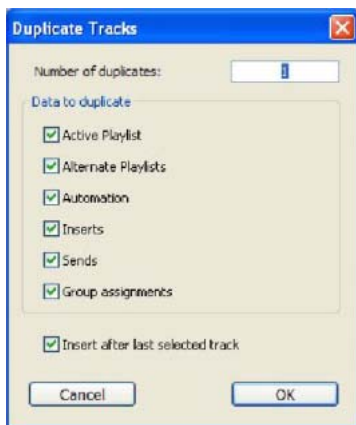 Duplicate Tracks
Number of duplicates: 1
Data to duplicate
Active Playlist
Alternate Playlists
Automation
Inserts
Sends
Group assignments
Insert after last selected track
Cancel OK